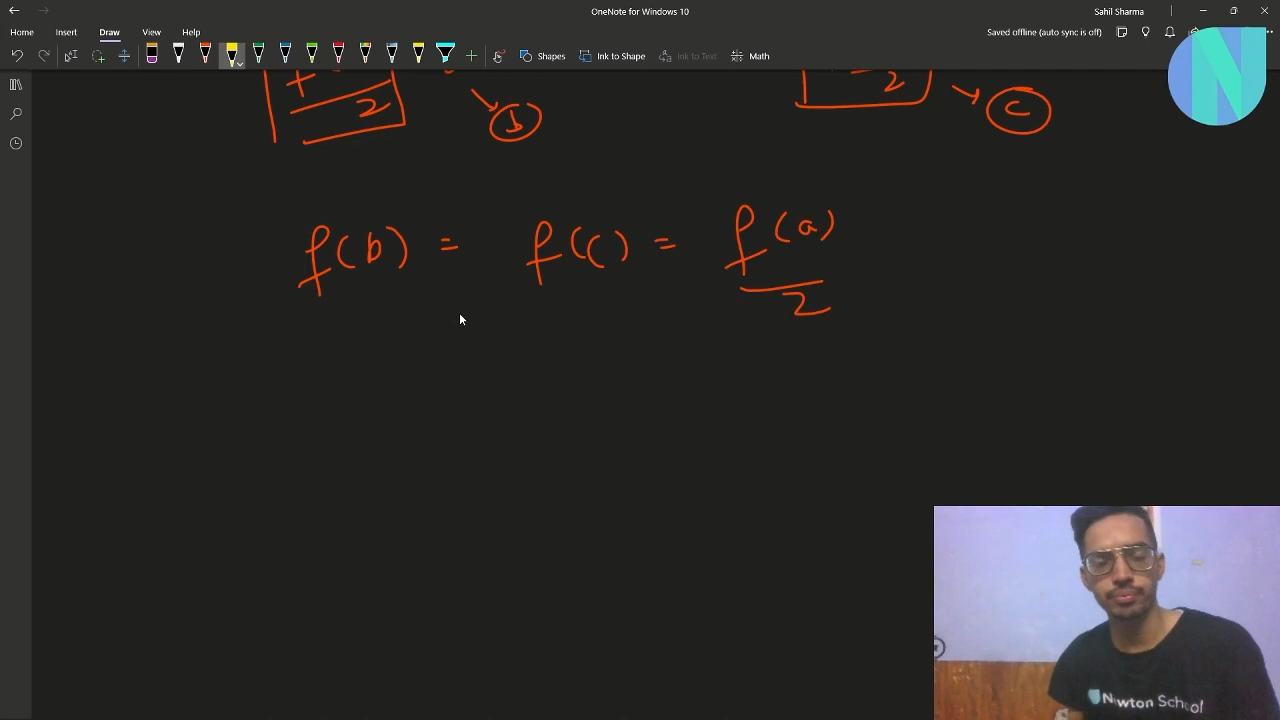 OneNote for Windows 10
Sahil Sharma
Home Insert Draw View Help
Saved offline (auto sync is off)
Shapes Ink to Shape Ink to Text Math
+
2
b
2
c
f(b) = f(c) = f(a)
2
Newton School